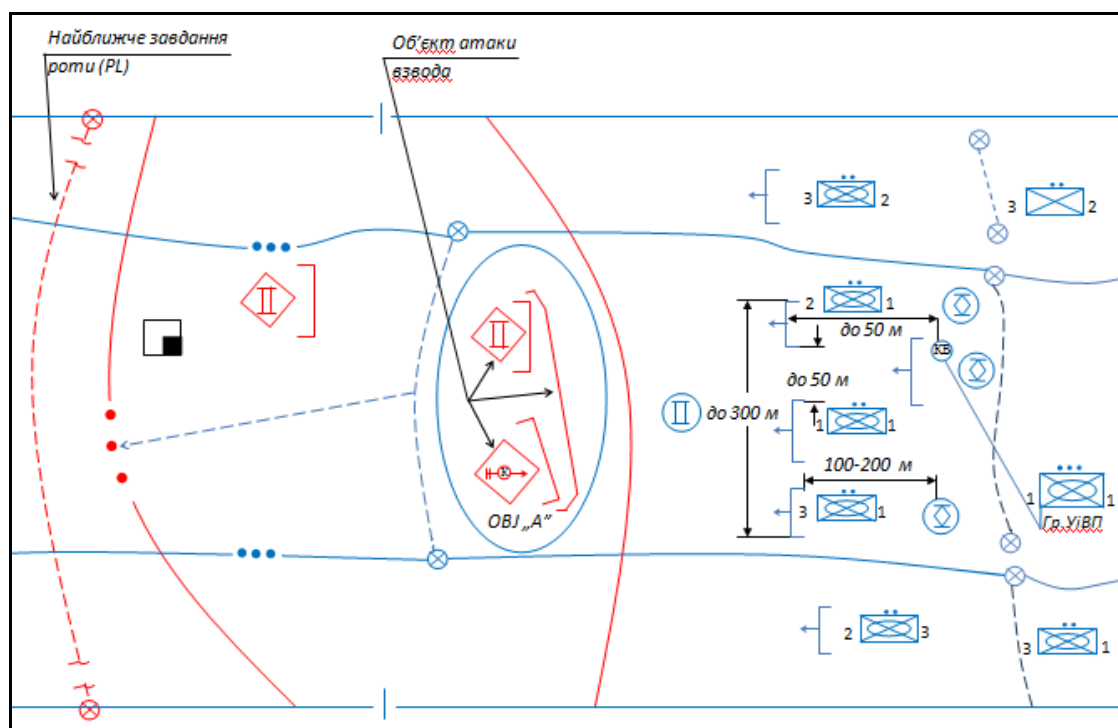 Найближче завдання
роти (PL)
Об'єкт атаки
взвода
3 2
3 2
2 1
до 50 м
КВ
до 50 м
до 300 м
1 1
100-200 м
3 1
1 1
Гр.УіВП
К
OBJ „А”
2 3
3 1